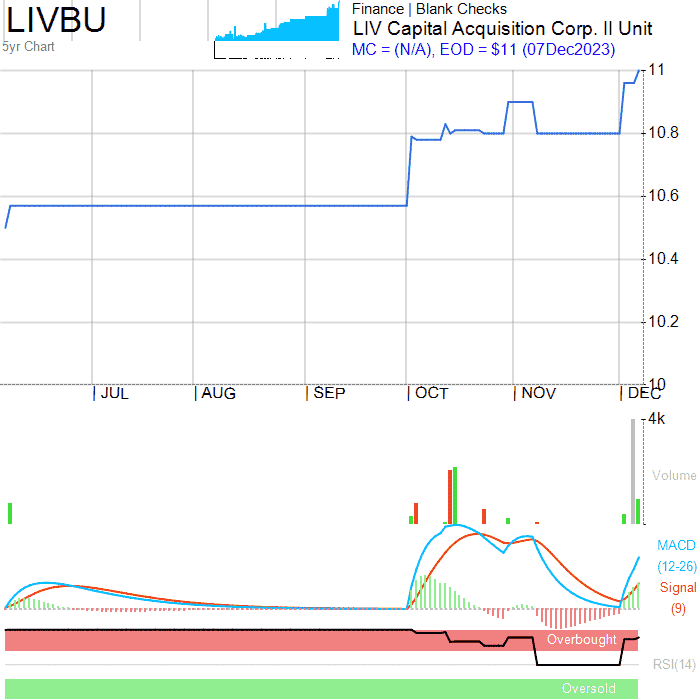 LIVBU
5yr Chart
Finance | Blank Checks
LIV Capital Acquisition Corp. II Unit
MC = (N/A), EOD = $11 (07Dec2023)
11
10.8
10.6
10.4
10.2
10
JUL AUG SEP OCT NOV DEC
4k
Volume
MACD
(12-26)
Signal
(9)
Overbought
RSI(14)
Oversold